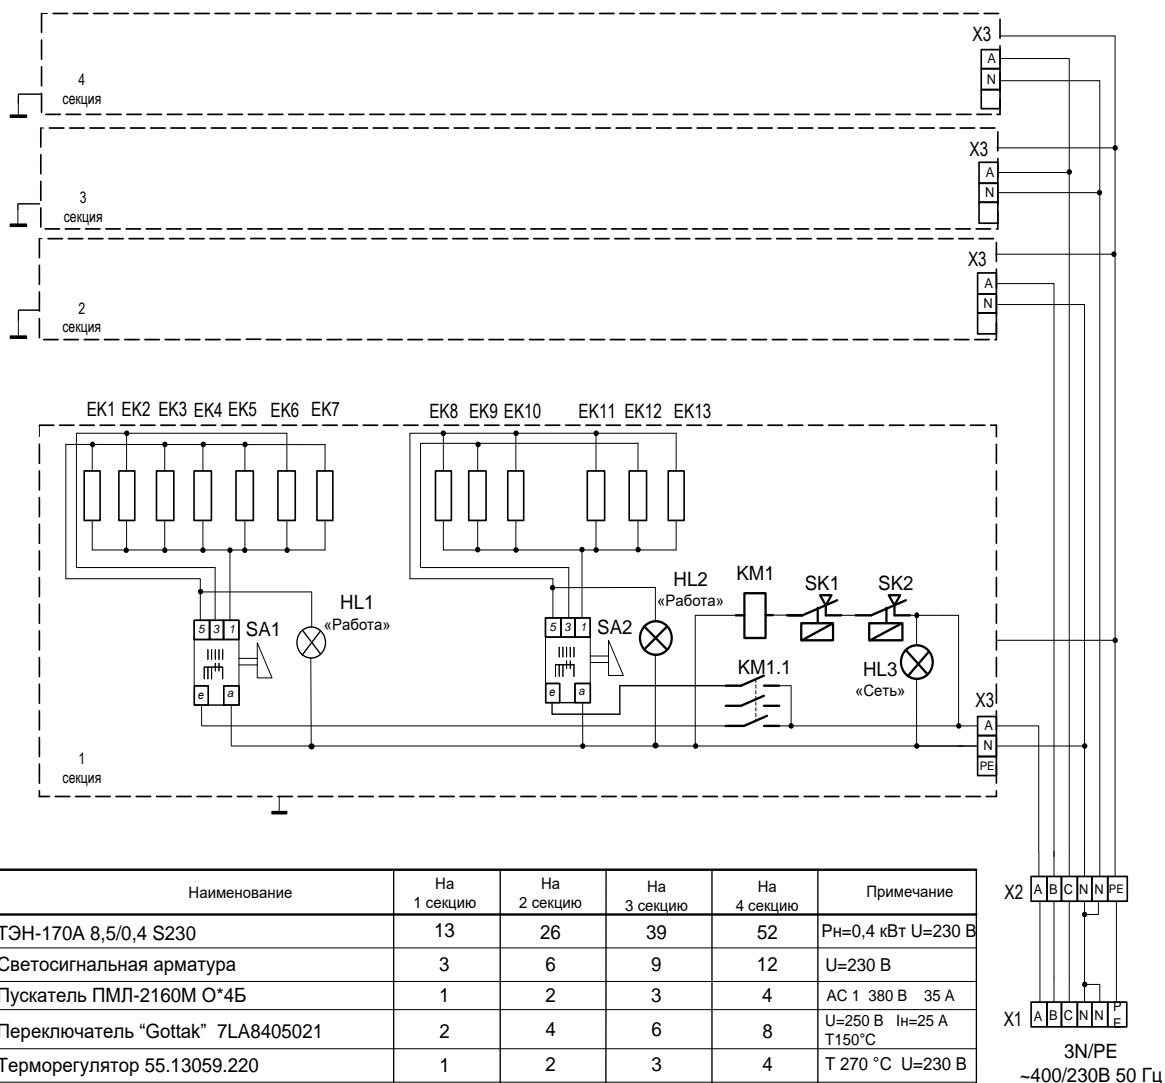 X3
A
N
4
секция
X3
A
N
3
секция
X3
A
N
2
секция
EK1 EK2 EK3 EK4 EK5 EK6 EK7
EK8 EK9 EK10 EK11 EK12 EK13
KM1
SK1
SK2
HL1
«Работа»
HL2
«Работа»
5 3 1
SA1
e a
5 3 1
SA2
e a
KM1.1
HL3
«Сеть»
X3
A
N
PE
1
секция
X2 A B C N N PE
X1 A B C N N PE
3N/PE
~400/230В 50 Гц
Наименование На 1 секцию На 2 секцию На 3 секцию На 4 секцию Примечание
ТЭН-170А 8,5/0,4 S230 13 26 39 52 Рн=0,4 кВт U=230 В
Светосигнальная арматура 3 6 9 12 U=230 В
Пускатель ПМЛ-2160М О*4Б 1 2 3 4 АС 1 380 В 35 А
Переключатель “Gottak” 7LA8405021 2 4 6 8 U=250 В Iн=25 А Т150°С
Терморегулятор 55.13059.220 1 2 3 4 Т 270 °С U=230 В